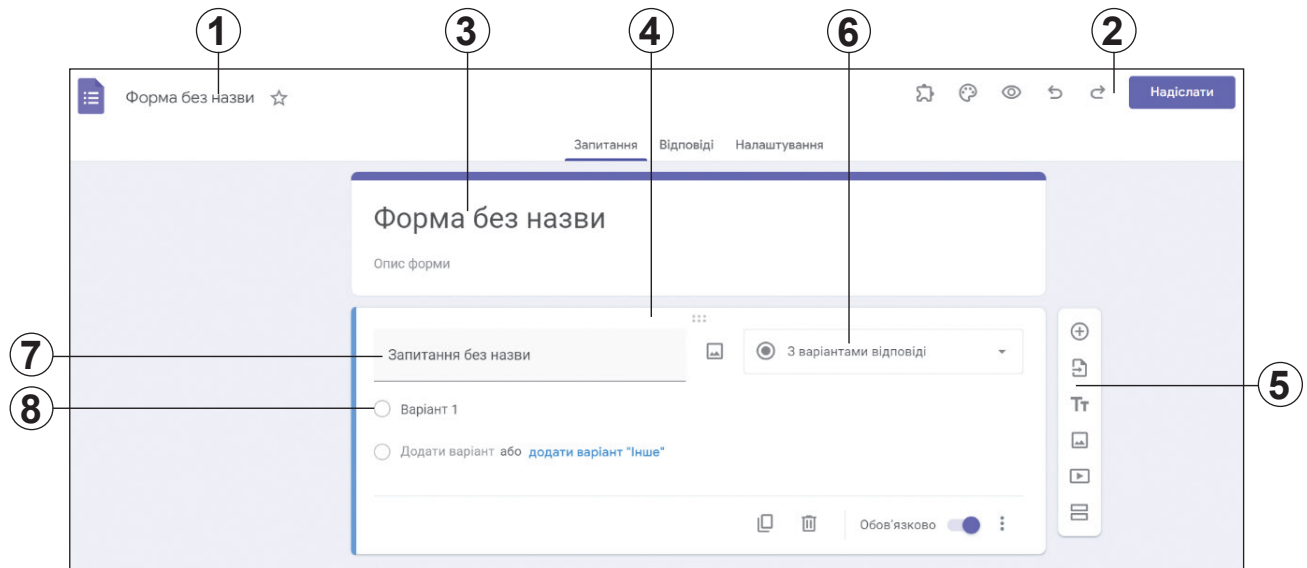 1 3 4 6 2
Форма без назви
Надіслати
Запитання Відповіді Налаштування
Форма без назви
Опис форми
7 Запитання без назви З варіантами відповіді
5
8 Варіант 1
Tт
Додати варіант або додати варіант "Інше"
Обов'язково